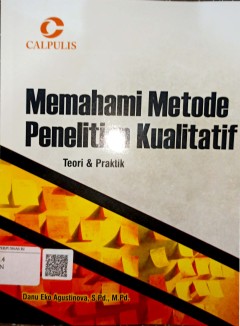 CALPULIS
Memahami Metode
Penelitian Kualitatif
Teori & Praktik
Danu Eko Agustinova, S.Pd., M.Pd.